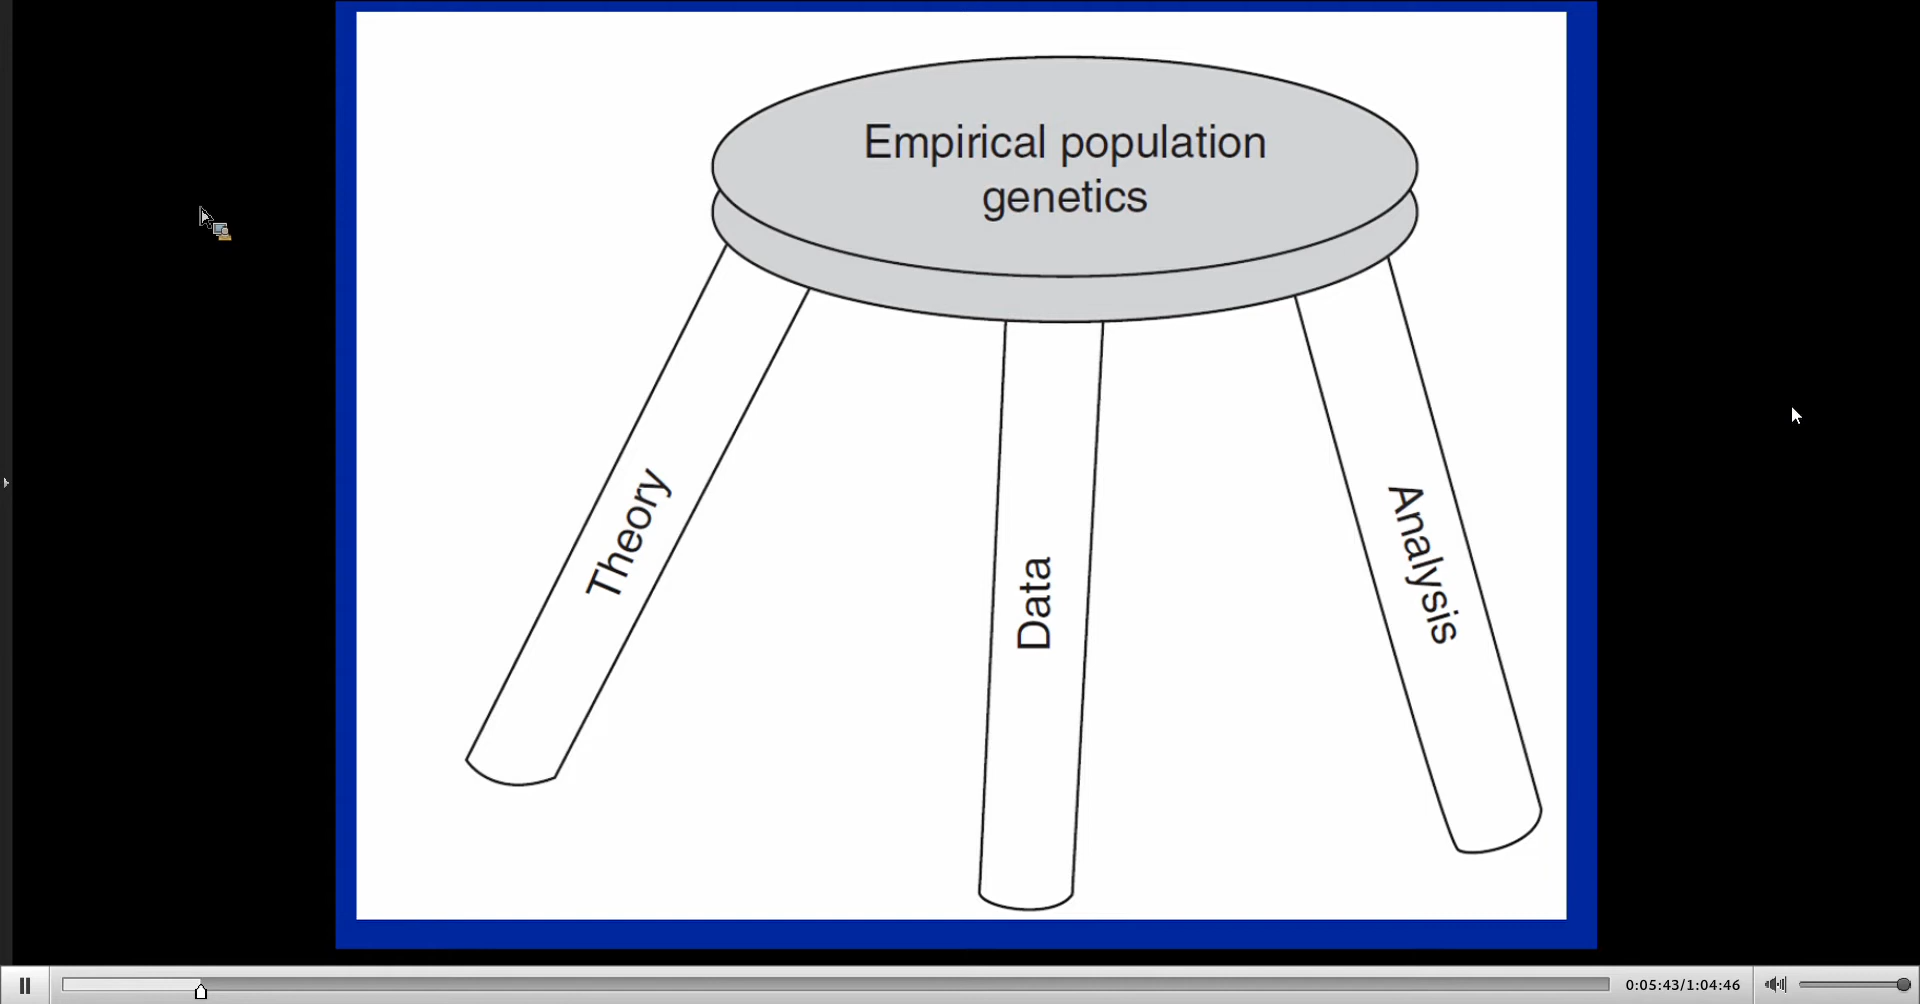 Empirical population
genetics
Theory
Data
Analysis
0:05:43/1:04:46